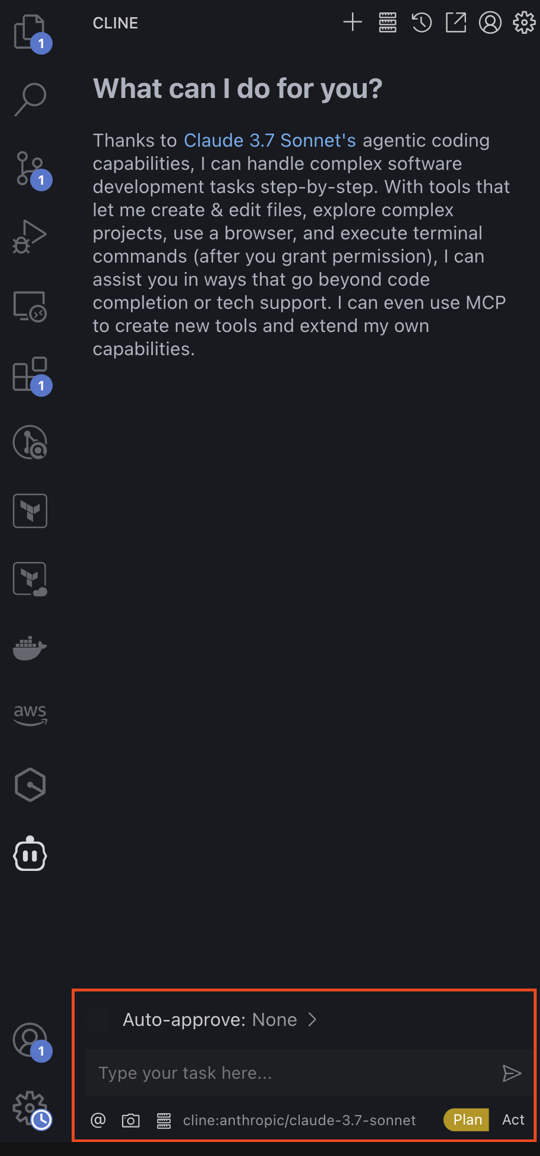 CLINE
What can I do for you?
Thanks to Claude 3.7 Sonnet's agentic coding
capabilities, I can handle complex software
development tasks step-by-step. With tools that
let me create & edit files, explore complex
projects, use a browser, and execute terminal
commands (after you grant permission), I can
assist you in ways that go beyond code
completion or tech support. I can even use MCP
to create new tools and extend my own
capabilities.
1
1
1
aws
Auto-approve: None
1
Type your task here...
@ cline:anthropic/claude-3.7-sonnet Plan Act